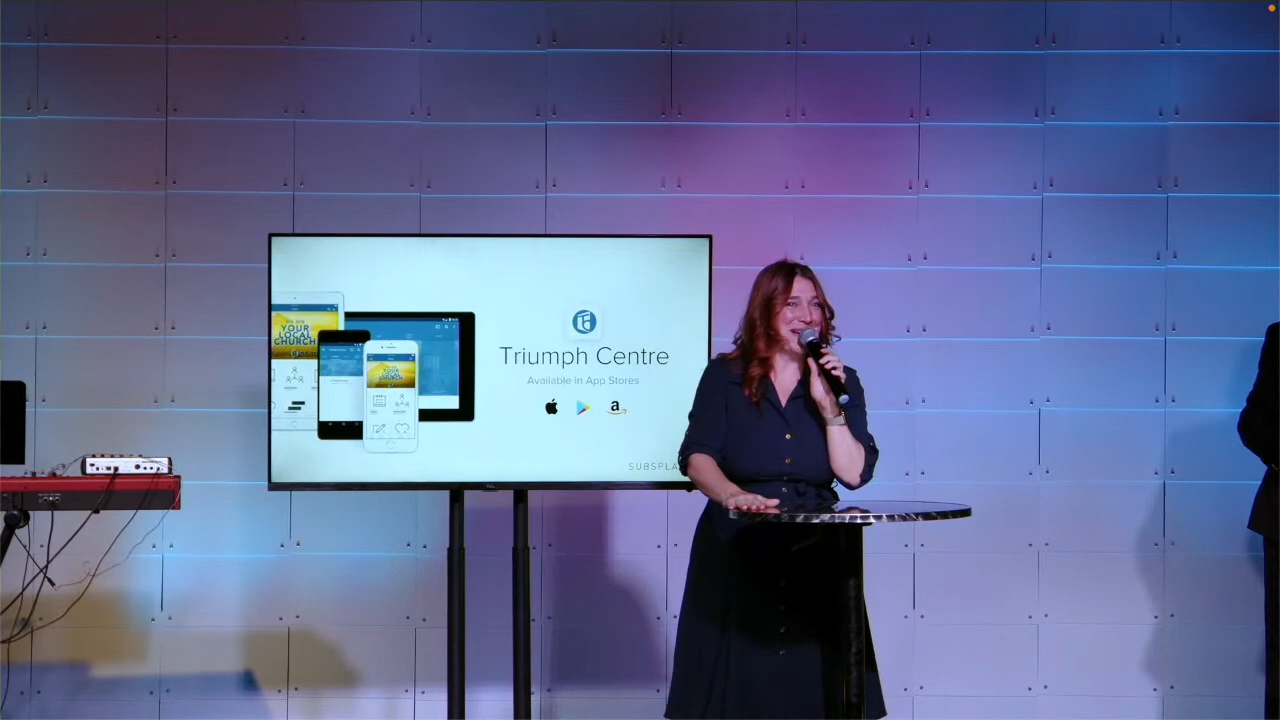 YOUR
LOCAL
CHURCH
Triumph Centre
Available in App Stores
SUBSPLA